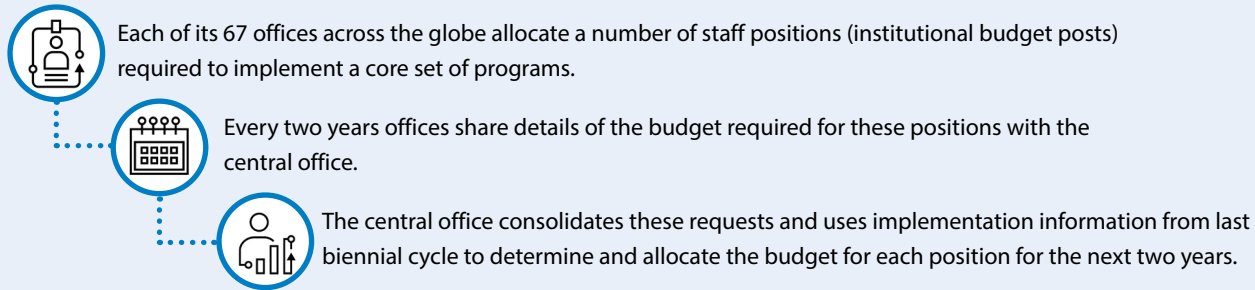 Each of its 67 offices across the globe allocate a number of staff positions (institutional budget posts)
required to implement a core set of programs.
Every two years offices share details of the budget required for these positions with the
central office.
The central office consolidates these requests and uses implementation information from last
biennial cycle to determine and allocate the budget for each position for the next two years.